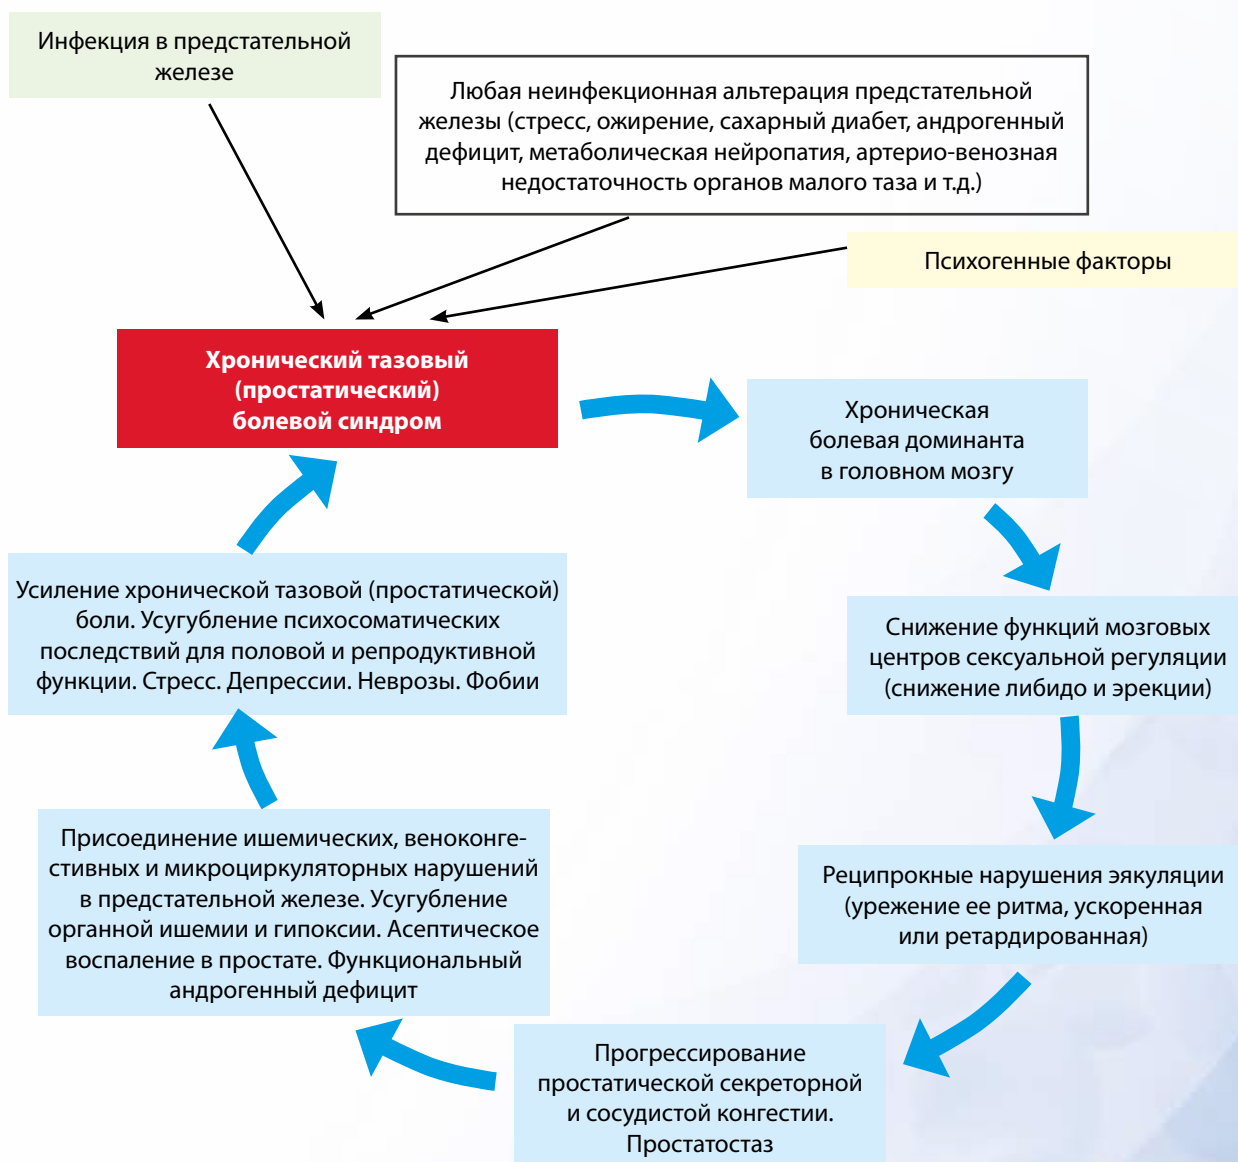 Инфекция в предстательной
железе
Любая неинфекционная альтерация предстательной
железы (стресс, ожирение, сахарный диабет, андрогенный
дефицит, метаболическая нейропатия, артерио-венозная
недостаточность органов малого таза и т.д.)
Психогенные факторы
Хронический тазовый
(простатический)
болевой синдром
Хроническая
болевая доминанта
в головном мозгу
Снижение функций мозговых
центров сексуальной регуляции
(снижение либидо и эрекции)
Реципрокные нарушения эякуляции
(урежение ее ритма, ускоренная
или ретардированная)
Прогрессирование
простатической секреторной
и сосудистой конгестии.
Простатостаз
Присоединение ишемических, веноконге-
стивных и микроциркуляторных нарушений
в предстательной железе. Усугубление
органной ишемии и гипоксии. Асептическое
воспаление в простате. Функциональный
андрогенный дефицит
Усиление хронической тазовой (простатической)
боли. Усугубление психосоматических
последствий для половой и репродуктивной
функции. Стресс. Депрессии. Неврозы. Фобии